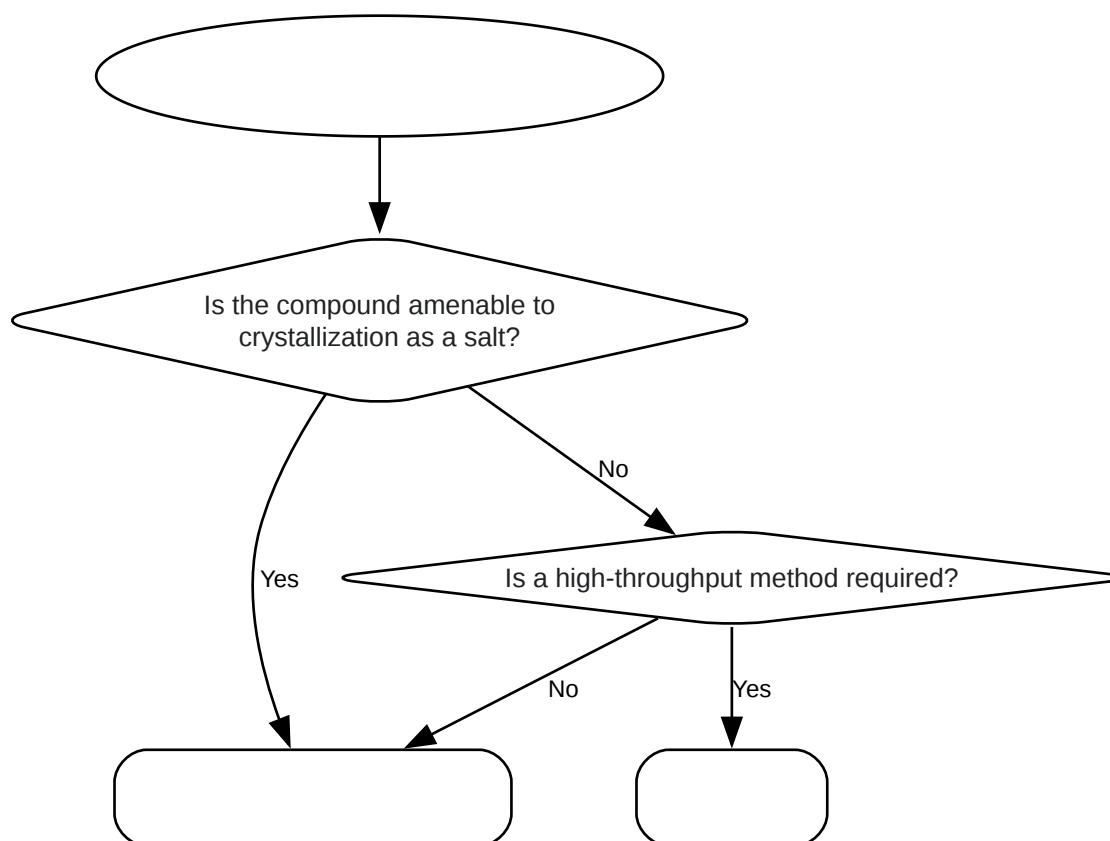 Is the compound amenable to
crystallization as a salt?
No
Yes
Is a high-throughput method required?
No
Yes